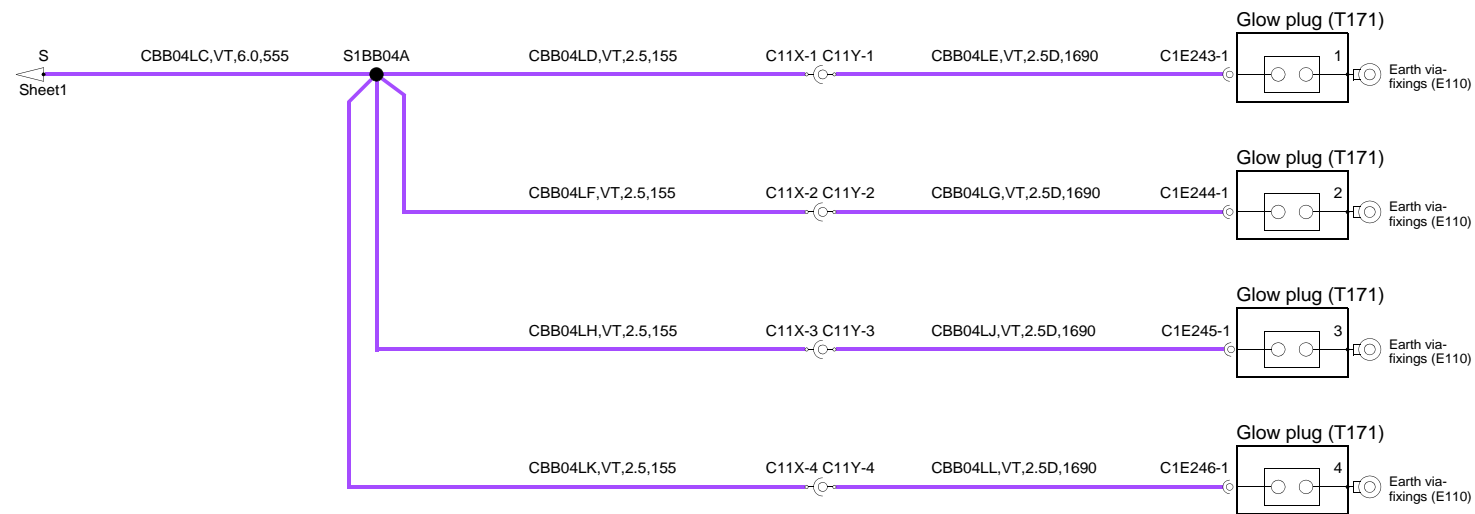 Glow plug (T171)
S CBB04LC,VT,6.0,555 S1BB04A CBB04LD,VT,2.5,155 C11X-1 C11Y-1 CBB04LE,VT,2.5D,1690 C1E243-1 1
Sheet1
Earth via-
fixings (E110)
Glow plug (T171)
CBB04LF,VT,2.5,155 C11X-2 C11Y-2 CBB04LG,VT,2.5D,1690 C1E244-1 2
Earth via-
fixings (E110)
Glow plug (T171)
CBB04LH,VT,2.5,155 C11X-3 C11Y-3 CBB04LJ,VT,2.5D,1690 C1E245-1 3
Earth via-
fixings (E110)
Glow plug (T171)
CBB04LK,VT,2.5,155 C11X-4 C11Y-4 CBB04LL,VT,2.5D,1690 C1E246-1 4
Earth via-
fixings (E110)